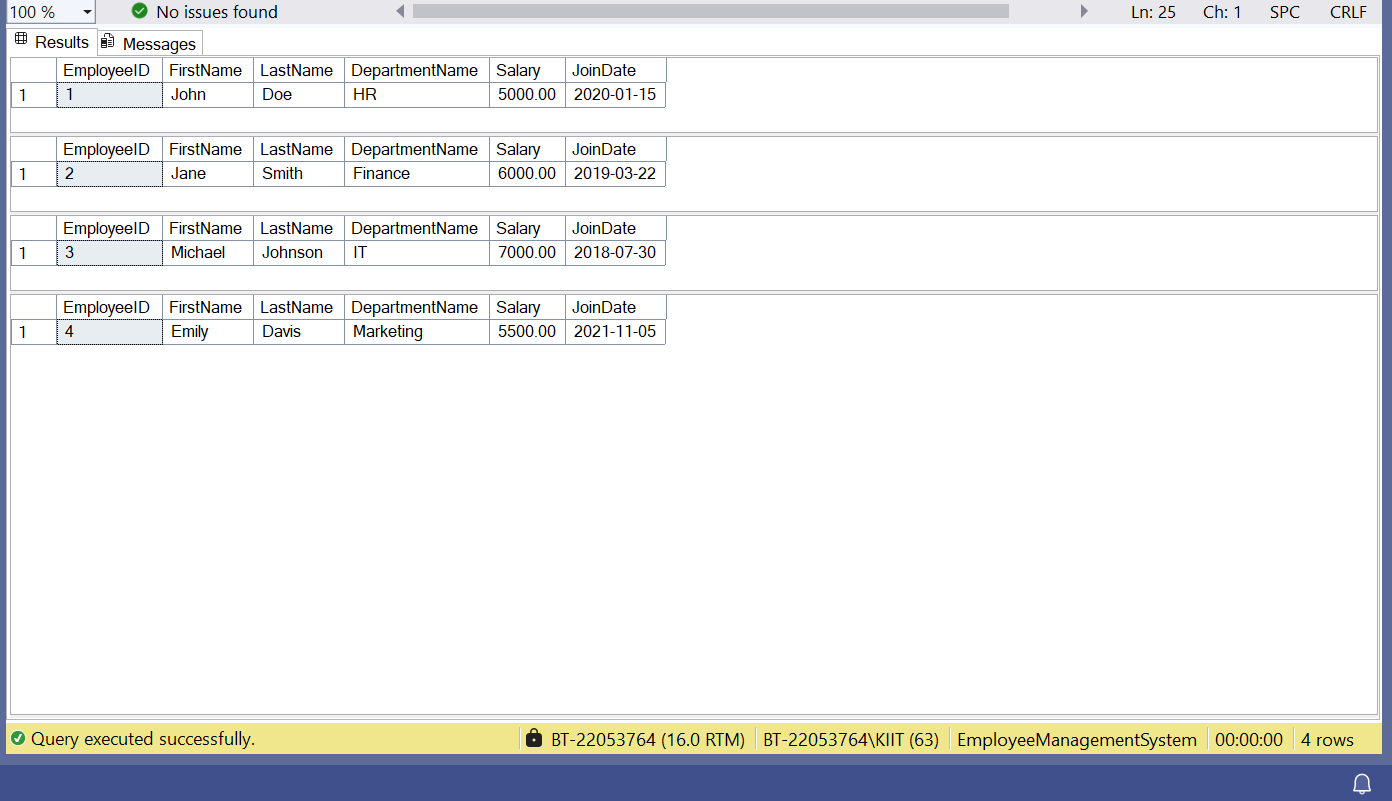 100 % No issues found Ln: 25 Ch: 1 SPC CRLF
Results Messages
EmployeeID FirstName LastName DepartmentName Salary JoinDate
1 1 John Doe HR 5000.00 2020-01-15
EmployeeID FirstName LastName DepartmentName Salary JoinDate
1 2 Jane Smith Finance 6000.00 2019-03-22
EmployeeID FirstName LastName DepartmentName Salary JoinDate
1 3 Michael Johnson IT 7000.00 2018-07-30
EmployeeID FirstName LastName DepartmentName Salary JoinDate
1 4 Emily Davis Marketing 5500.00 2021-11-05
Query executed successfully. BT-22053764 (16.0 RTM) BT-22053764\KIIT (63) EmployeeManagementSystem 00:00:00 4 rows